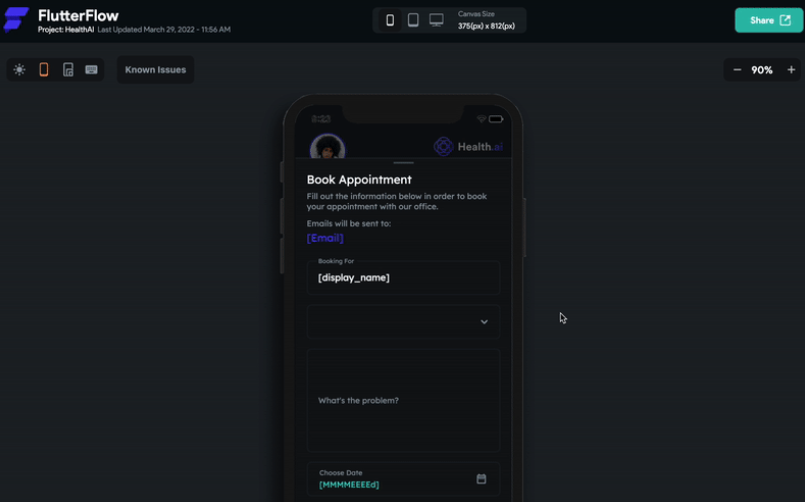 FlutterFlow
Project: HealthAI Last Updated March 29, 2022 - 11:56 AM
Canvas Size
375(px) x 812(px)
Share
Known Issues
90%
9:23
Health.ai
Book Appointment
Fill out the information below in order to book
your appointment with our office.
Emails will be sent to:
[Email]
Booking For
[display_name]
What's the problem?
Choose Date
[MMMMEEEEd]